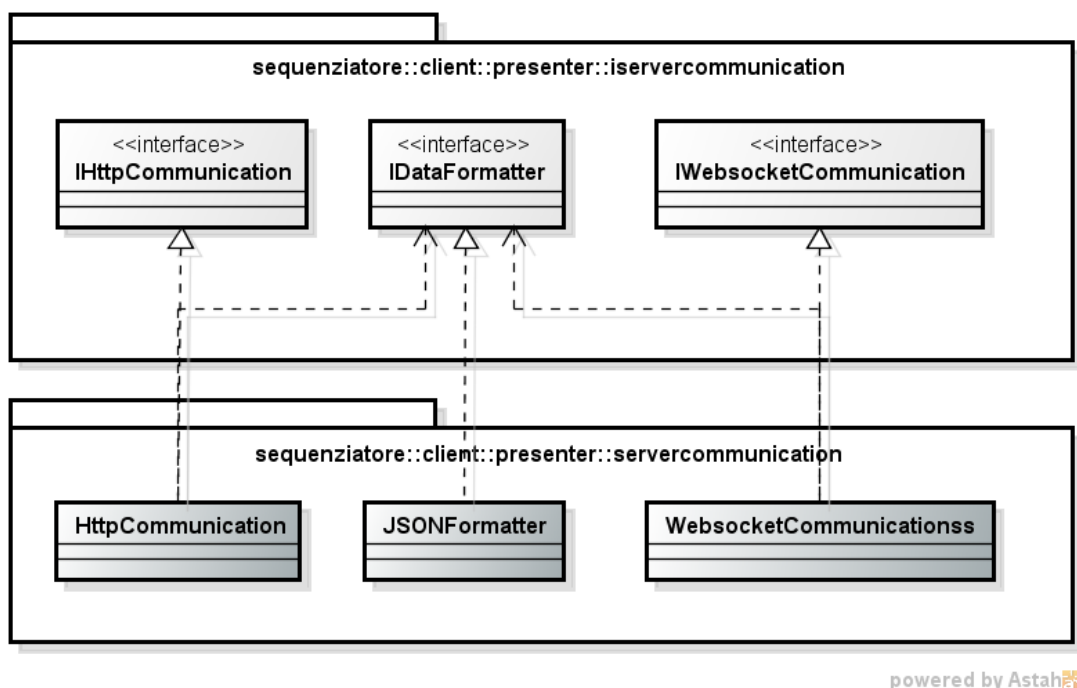 sequenziatore::client::presenter::iservercommunication
<<interface>>
IHttpCommunication
<<interface>>
IDataFormatter
<<interface>>
IWebsocketCommunication
sequenziatore::client::presenter::servercommunication
HttpCommunication
JSONFormatter
WebsocketCommunicationss
powered by Astah